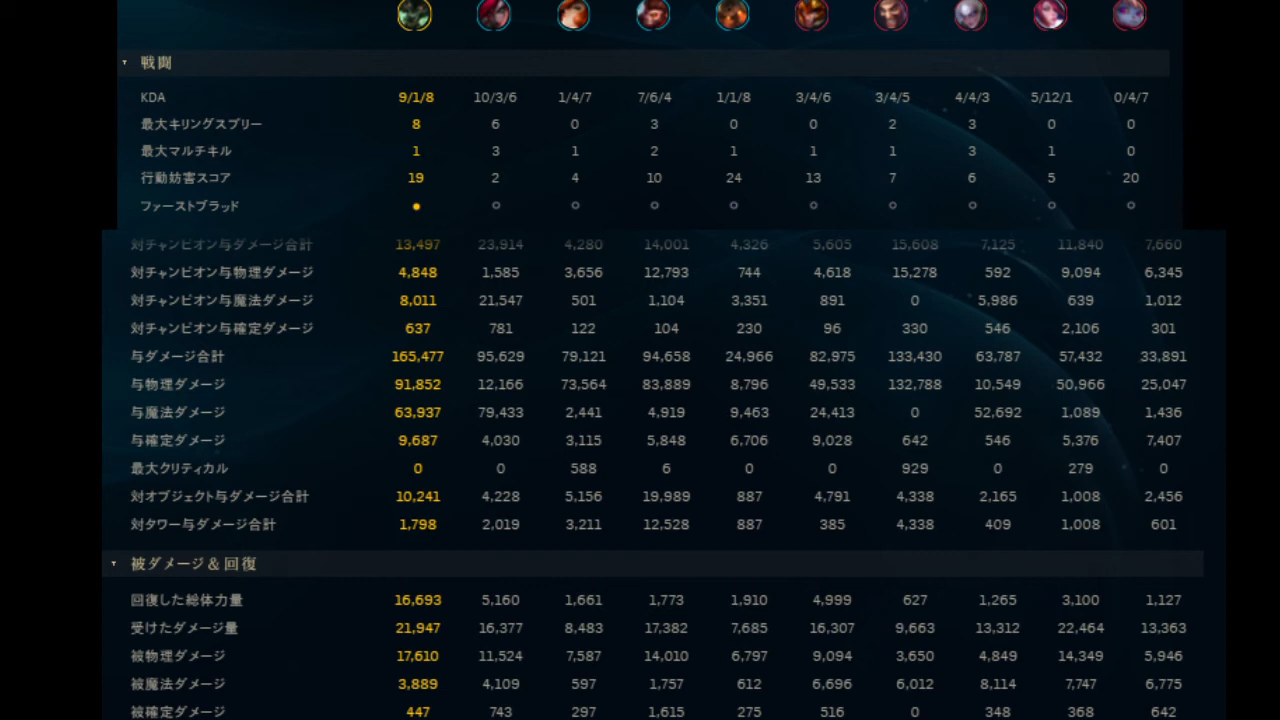 戦闘
KDA 9/1/8 10/3/6 1/4/7 7/6/4 1/1/8 3/4/6 3/4/5 4/4/3 5/12/1 0/4/7
最大キリングスプリー 8 6 0 3 0 0 2 3 0 0
最大マルチキル 1 3 1 2 1 1 1 3 1 0
行動妨害スコア 19 2 4 10 24 13 7 6 5 20
ファーストブラッド
対チャンピオン与ダメージ合計 13,497 23,914 4,280 14,001 4,326 5,605 15,608 7,125 11,840 7,660
対チャンピオン与物理ダメージ 4,848 1,585 3,656 12,793 744 4,618 15,278 592 9,094 6,345
対チャンピオン与魔法ダメージ 8,011 21,547 501 1,104 3,351 891 0 5,986 639 1,012
対チャンピオン与確定ダメージ 637 781 122 104 230 96 330 546 2,106 301
与ダメージ合計 165,477 95,629 79,121 94,658 24,966 82,975 133,430 63,787 57,432 33,891
与物理ダメージ 91,852 12,166 73,564 83,889 8,796 49,533 132,788 10,549 50,966 25,047
与魔法ダメージ 63,937 79,433 2,441 4,919 9,463 24,413 0 52,692 1,089 1,436
与確定ダメージ 9,687 4,030 3,115 5,848 6,706 9,028 642 546 5,376 7,407
最大クリティカル 0 0 588 6 0 0 929 0 279 0
対オブジェクト与ダメージ合計 10,241 4,228 5,156 19,989 887 4,791 4,338 2,165 1,008 2,456
対タワー与ダメージ合計 1,798 2,019 3,211 12,528 887 385 4,338 409 1,008 601
被ダメージ＆回復
回復した総体力量 16,693 5,160 1,661 1,773 1,910 4,999 627 1,265 3,100 1,127
受けたダメージ量 21,947 16,377 8,483 17,382 7,685 16,307 9,663 13,312 22,464 13,363
被物理ダメージ 17,610 11,524 7,587 14,010 6,797 9,094 3,650 4,849 14,349 5,946
被魔法ダメージ 3,889 4,109 597 1,757 612 6,696 6,012 8,114 7,747 6,775
被確定ダメージ 447 743 297 1,615 275 516 0 348 368 642